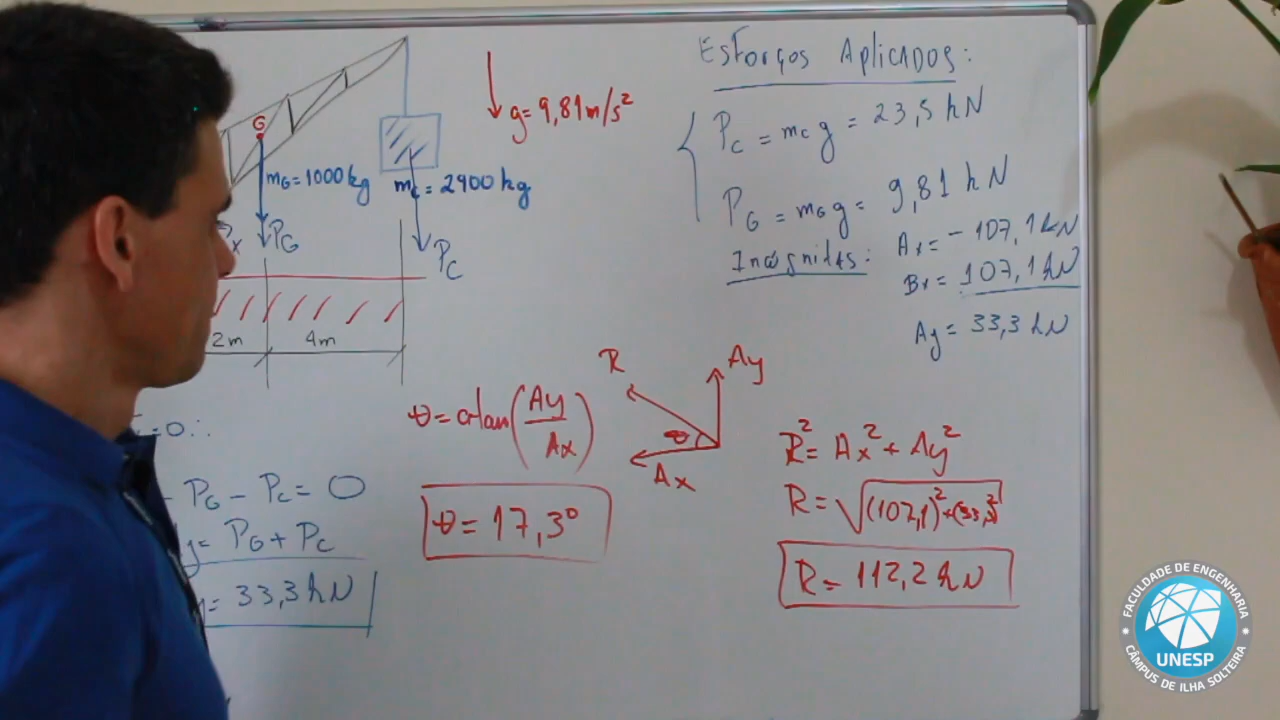 Esforços Aplicados:
g = 9,81 m/s²
Pc = mc g = 23,5 kN
G
mG = 1000 kg
mc = 2400 kg
PG = mG g = 9,81 kN
PG
Pc
x
Incógnitas:
Ax = - 107,1 kN
Bx = 107,1 kN
Ay = 33,3 kN
2m
4m
R
Ay
θ
Ax
θ = atan(Ay/Ax)
θ = 17,3°
R² = Ax² + Ay²
R = √(107,1)² + (33,3)²
R = 112,2 kN
=0 ∴
- PG - Pc = 0
y = PG + Pc
= 33,3 kN
FACULDADE DE ENGENHARIA
UNESP
CÂMPUS DE ILHA SOLTEIRA